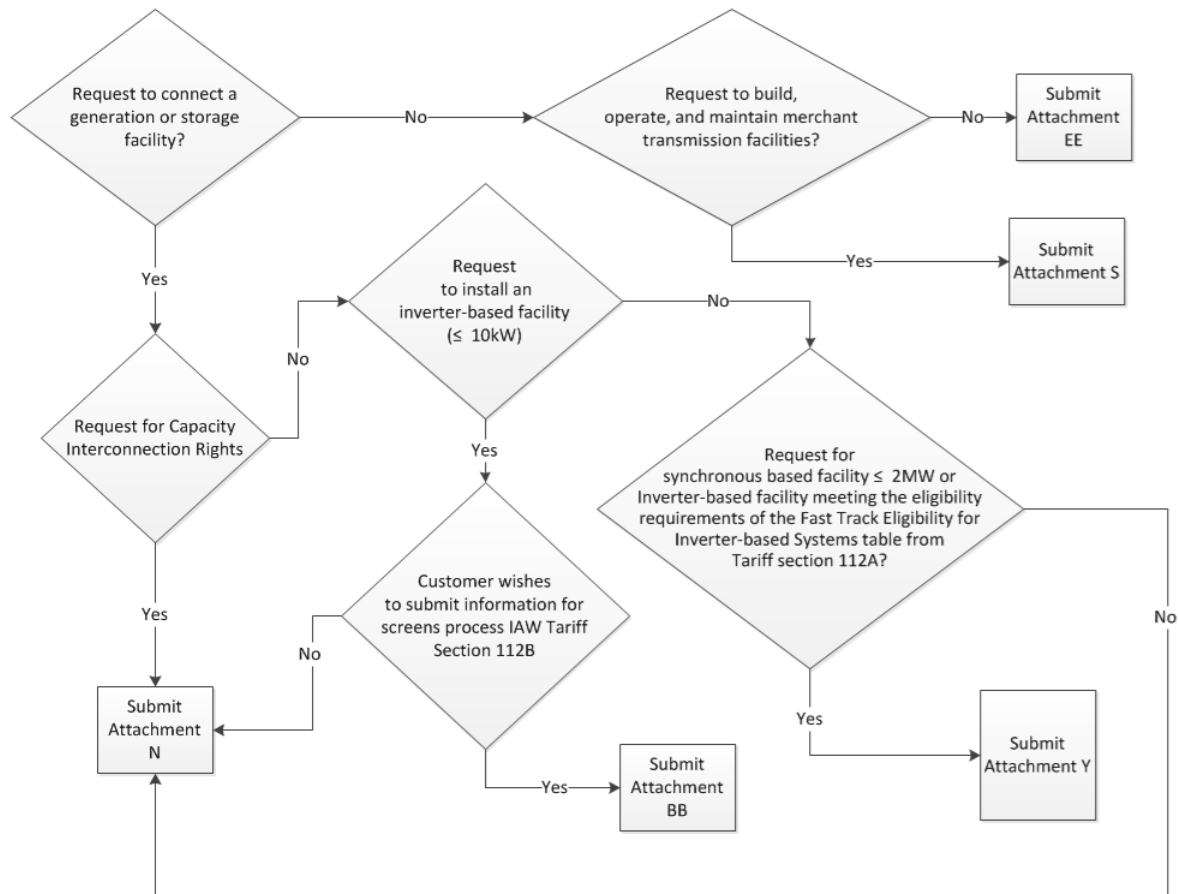 Request to connect a
generation or storage
facility?
No
Request to build,
operate, and maintain merchant
transmission facilities?
No
Submit
Attachment
EE
Yes
Submit
Attachment S
Yes
Request
to install an
inverter-based facility
(≤ 10kW)
No
No
Request for Capacity
Interconnection Rights
Yes
Request for
synchronous based facility ≤ 2MW or
Inverter-based facility meeting the eligibility
requirements of the Fast Track Eligibility for
Inverter-based Systems table from
Tariff section 112A?
Customer wishes
to submit information for
screens process IAW Tariff
Section 112B
Yes
No
No
Submit
Attachment
N
Yes
Submit
Attachment Y
Yes
Submit
Attachment
BB